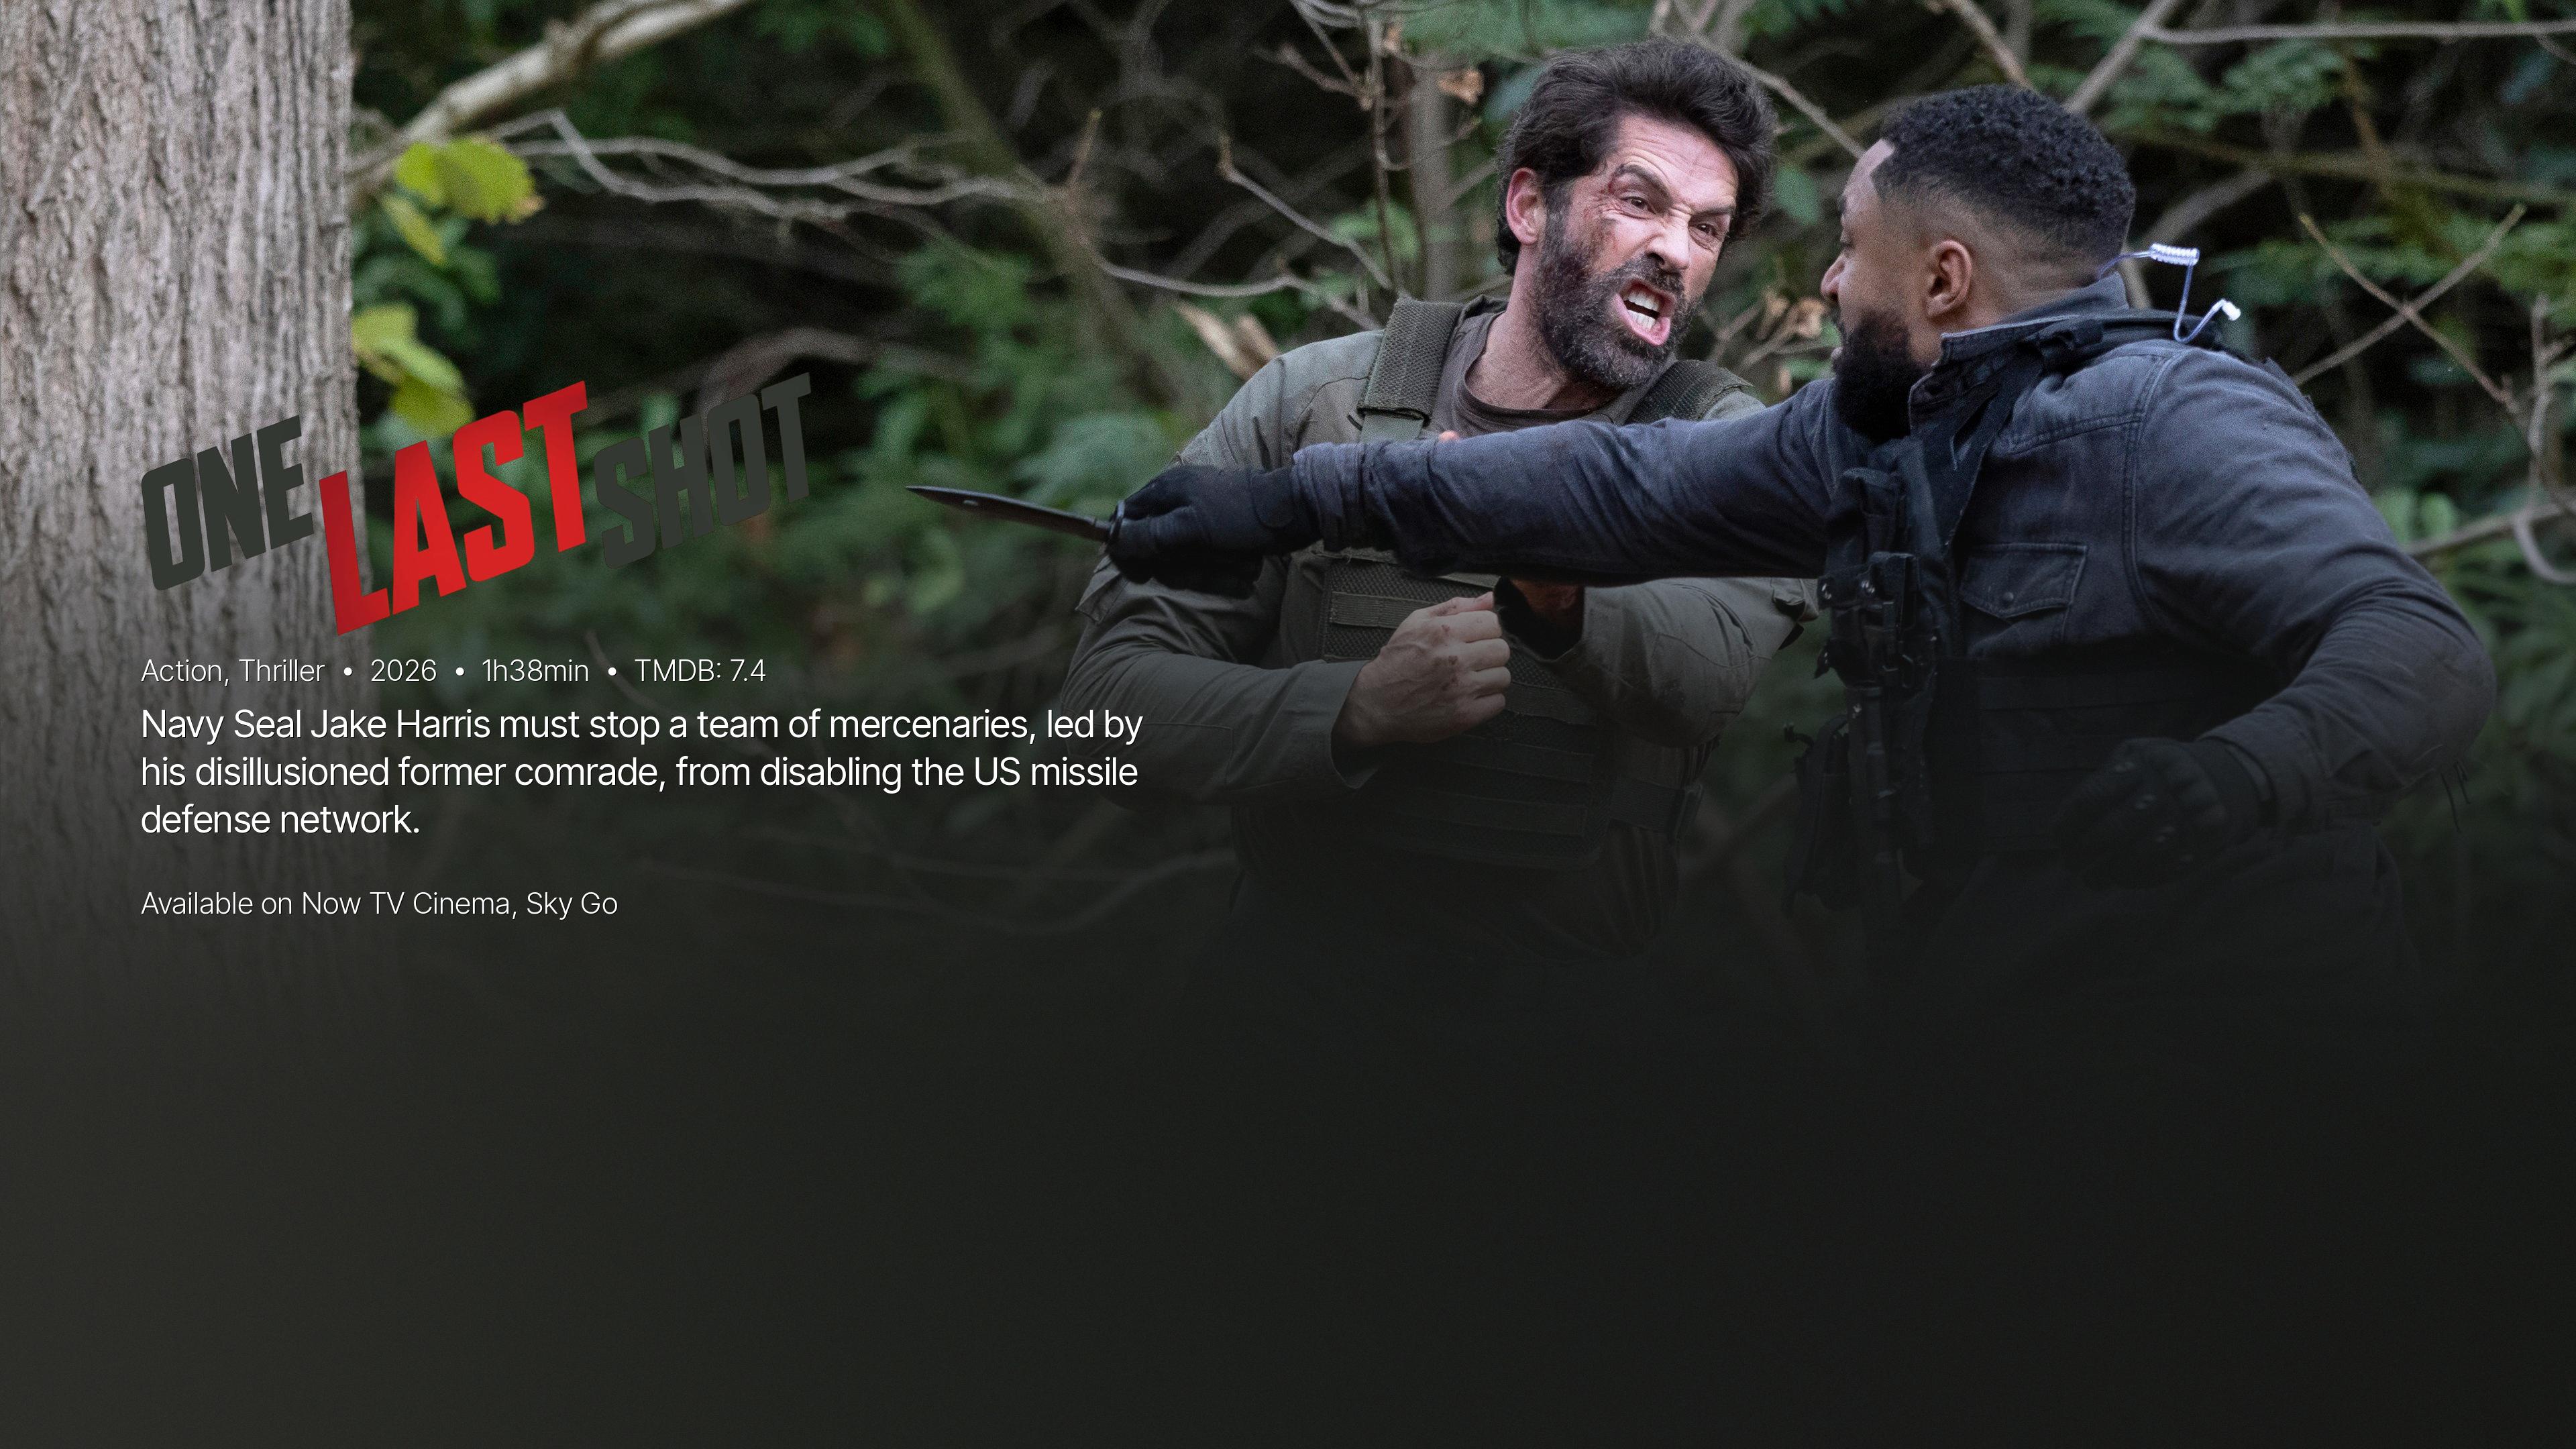 ONE LAST SHOT
Action, Thriller • 2026 • 1h38min • TMDB: 7.4
Navy Seal Jake Harris must stop a team of mercenaries, led by
his disillusioned former comrade, from disabling the US missile
defense network.
Available on Now TV Cinema, Sky Go